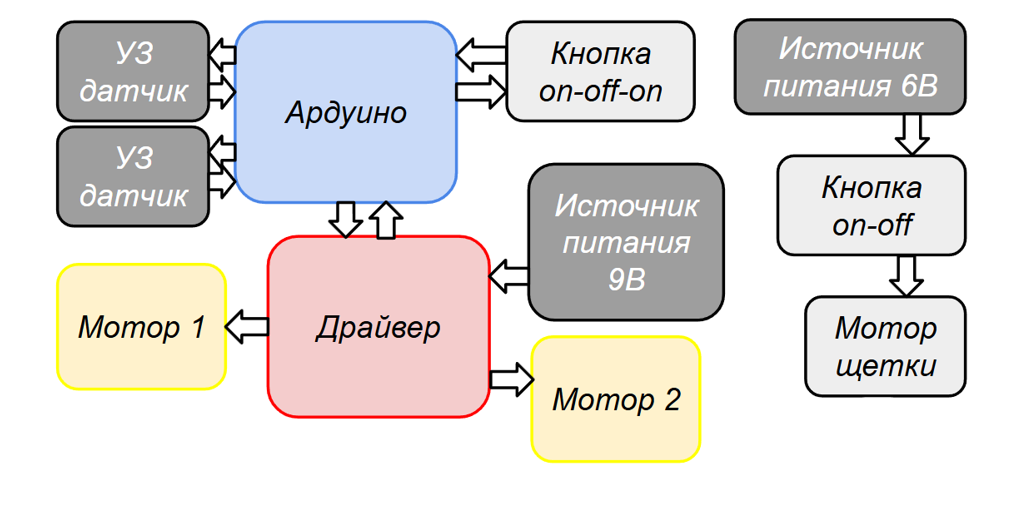 УЗ
датчик
УЗ
датчик
Ардуино
Кнопка
on-off-on
Источник
питания 6В
Кнопка
on-off
Мотор
щетки
Источник
питания
9В
Драйвер
Мотор 1
Мотор 2